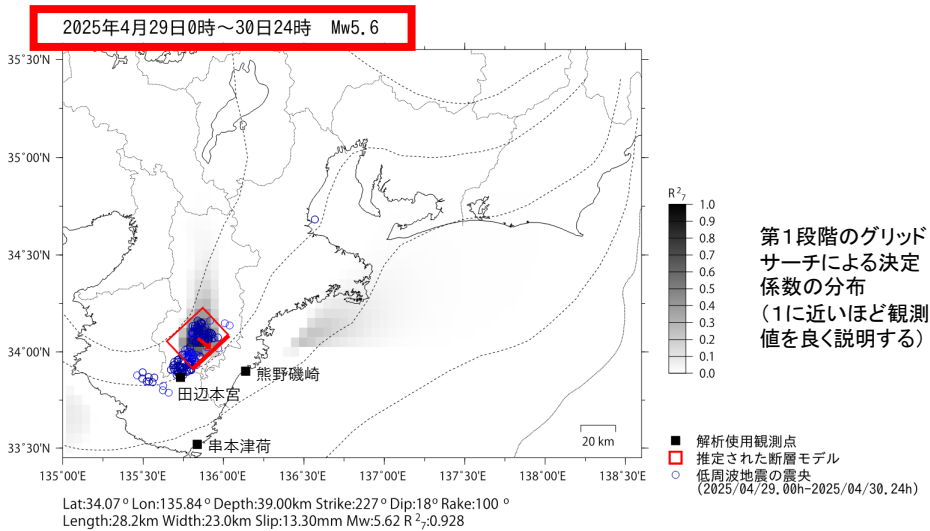 2025年4月29日0時～30日24時　Mw5.6
35˚30'N
35˚00'N
34˚30'N
34˚00'N
33˚30'N
135˚00'E
135˚30'E
136˚00'E
136˚30'E
137˚00'E
137˚30'E
138˚00'E
138˚30'E
熊野磯崎
田辺本宮
串本津荷
20 km
R²₇
1.0
0.9
0.8
0.7
0.6
0.5
0.4
0.3
0.2
0.1
0.0
第１段階のグリッド
サーチによる決定
係数の分布
（１に近いほど観測
値を良く説明する）
解析使用観測点
推定された断層モデル
低周波地震の震央
(2025/04/29.00h-2025/04/30.24h)
Lat:34.07 º Lon:135.84 º Depth:39.00km Strike:227 º Dip:18º Rake:100 º
Length:28.2km Width:23.0km Slip:13.30mm Mw:5.62 R ²₇:0.928